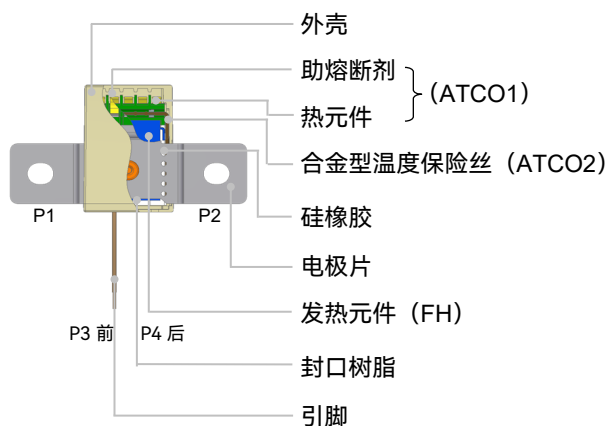 外壳
助熔断剂
(ATCO1)
热元件
合金型温度保险丝（ATCO2）
P1
P2
硅橡胶
电极片
发热元件（FH）
P3 前
P4 后
封口树脂
引脚